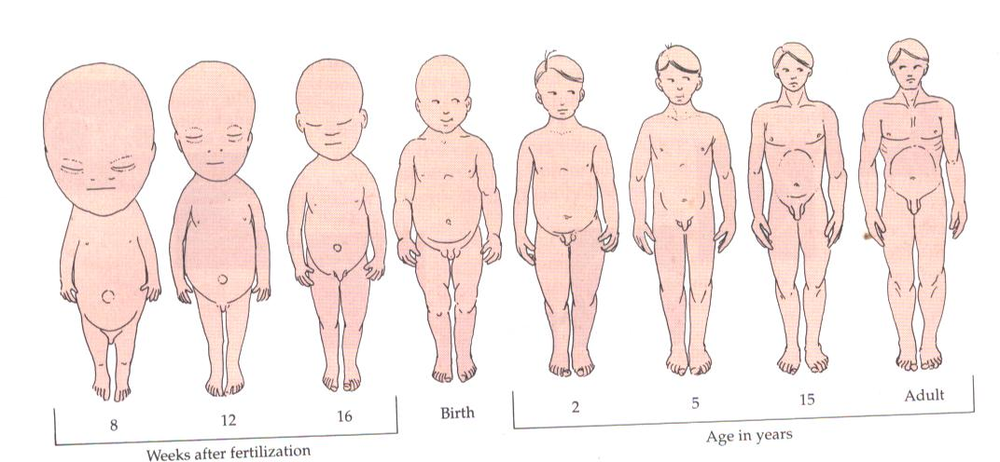 8 12 16 Birth 2 5 15 Adult
Weeks after fertilization
Age in years